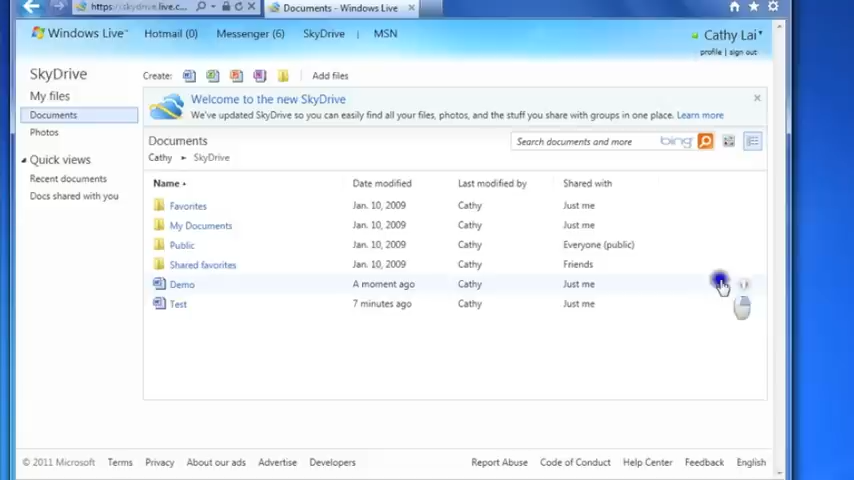 https://skydrive.live.c... Documents - Windows Live
Windows Live™ Hotmail (0) Messenger (6) SkyDrive | MSN Cathy Lai
profile | sign out
SkyDrive Create: Add files
My files
Documents
Photos
Quick views
Recent documents
Docs shared with you
Welcome to the new SkyDrive
We've updated SkyDrive so you can easily find all your files, photos, and the stuff you share with groups in one place. Learn more
Documents
Search documents and more bing
Cathy ▸ SkyDrive
Name Date modified Last modified by Shared with
Favorites Jan. 10, 2009 Cathy Just me
My Documents Jan. 10, 2009 Cathy Just me
Public Jan. 10, 2009 Cathy Everyone (public)
Shared favorites Jan. 10, 2009 Cathy Friends
Demo A moment ago Cathy Just me
Test 7 minutes ago Cathy Just me
© 2011 Microsoft Terms Privacy About our ads Advertise Developers Report Abuse Code of Conduct Help Center Feedback English